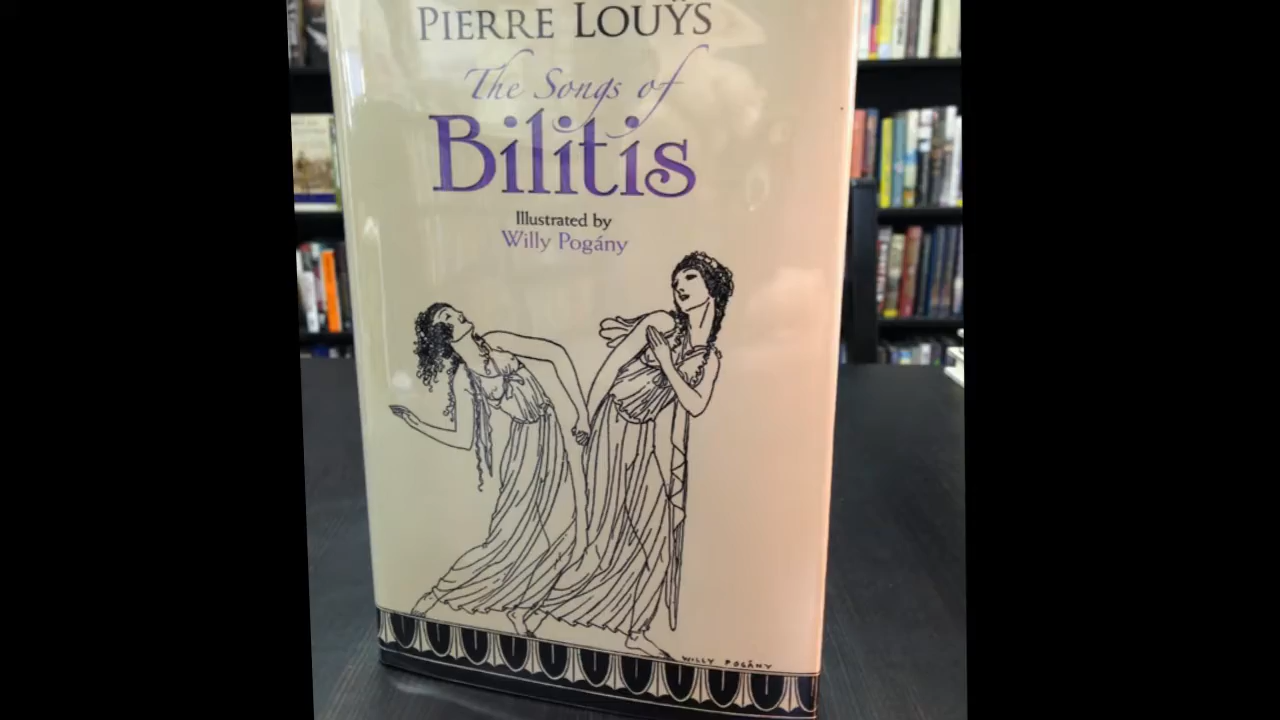 PIERRE LOUŸS
The Songs of
Bilitis
Illustrated by
Willy Pogány
WILLY POGÁNY